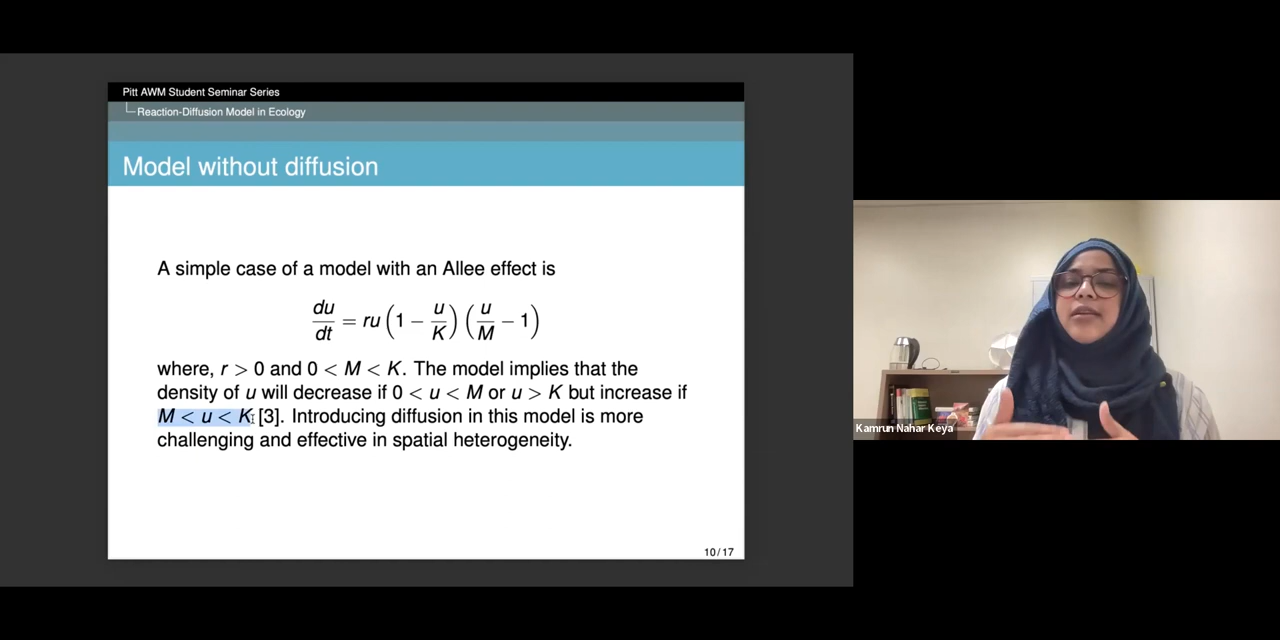 Pitt AWM Student Seminar Series
Reaction-Diffusion Model in Ecology
Model without diffusion
A simple case of a model with an Allee effect is
du/dt = ru (1 − u/K) (u/M − 1)
where, r > 0 and 0 < M < K. The model implies that the
density of u will decrease if 0 < u < M or u > K but increase if
M < u < K [3]. Introducing diffusion in this model is more
challenging and effective in spatial heterogeneity.
10/17
Kamrun Nahar Keya